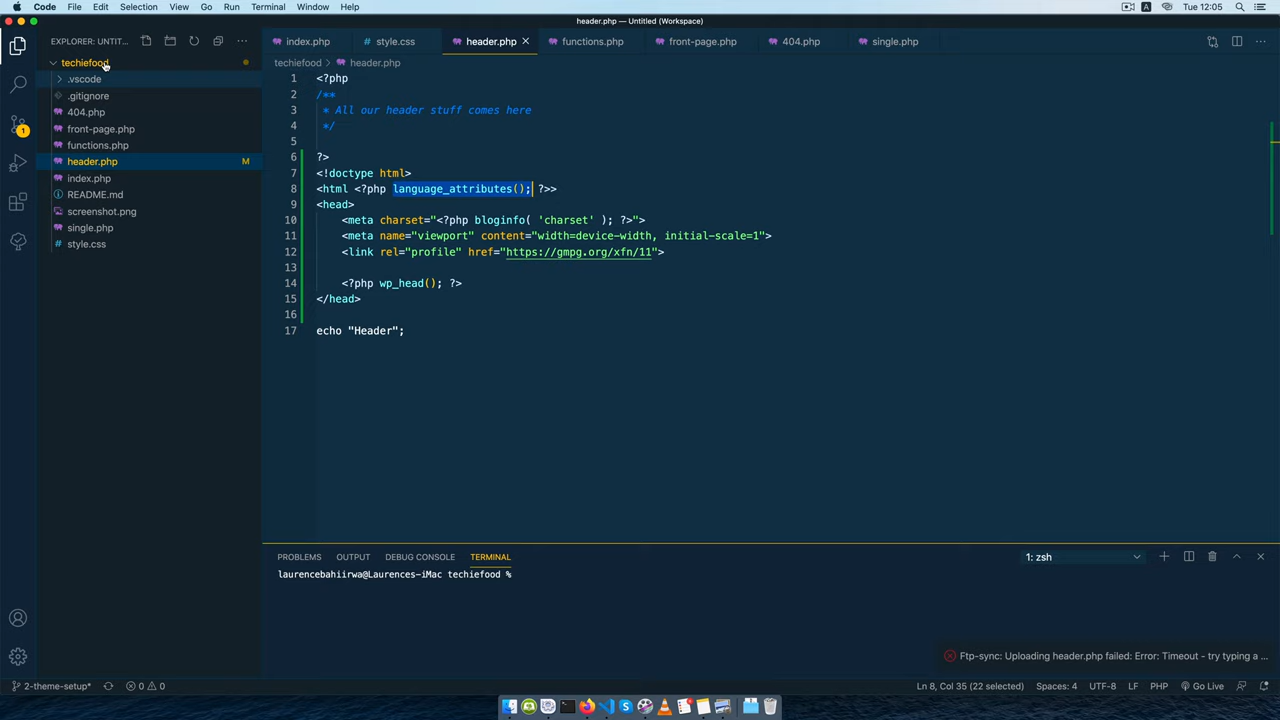 Code File Edit Selection View Go Run Terminal Window Help
A Tue 12:05
header.php — Untitled (Workspace)
EXPLORER: UNTIT...
index.php style.css header.php functions.php front-page.php 404.php single.php
techiefood
techiefood > header.php
.vscode
.gitignore
404.php
front-page.php
functions.php
header.php M
index.php
README.md
screenshot.png
single.php
style.css
1 <?php
2 /**
3 * All our header stuff comes here
4 */
5
6 ?>
7 <!doctype html>
8 <html <?php language_attributes(); ?>>
9 <head>
10 <meta charset="<?php bloginfo( 'charset' ); ?>">
11 <meta name="viewport" content="width=device-width, initial-scale=1">
12 <link rel="profile" href="https://gmpg.org/xfn/11">
13
14 <?php wp_head(); ?>
15 </head>
16
17 echo "Header";
1
PROBLEMS OUTPUT DEBUG CONSOLE TERMINAL
1: zsh
laurencebahiirwa@Laurences-iMac techiefood %
Ftp-sync: Uploading header.php failed: Error: Timeout - try typing a ...
2-theme-setup* 0 0
Ln 8, Col 35 (22 selected) Spaces: 4 UTF-8 LF PHP Go Live